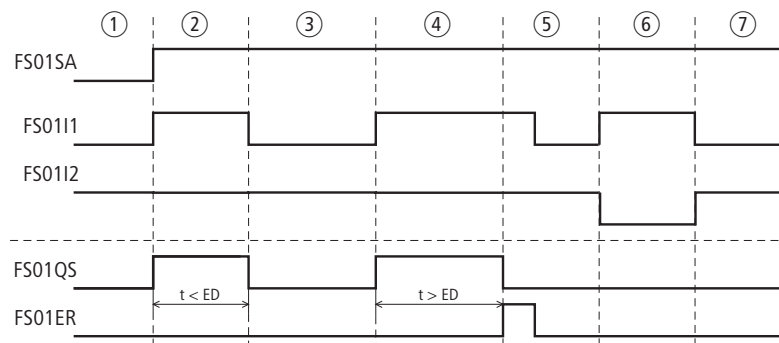 ① ② ③ ④ ⑤ ⑥ ⑦
FS01SA
FS01I1
FS01I2
FS01QS
t < ED t > ED
FS01ER